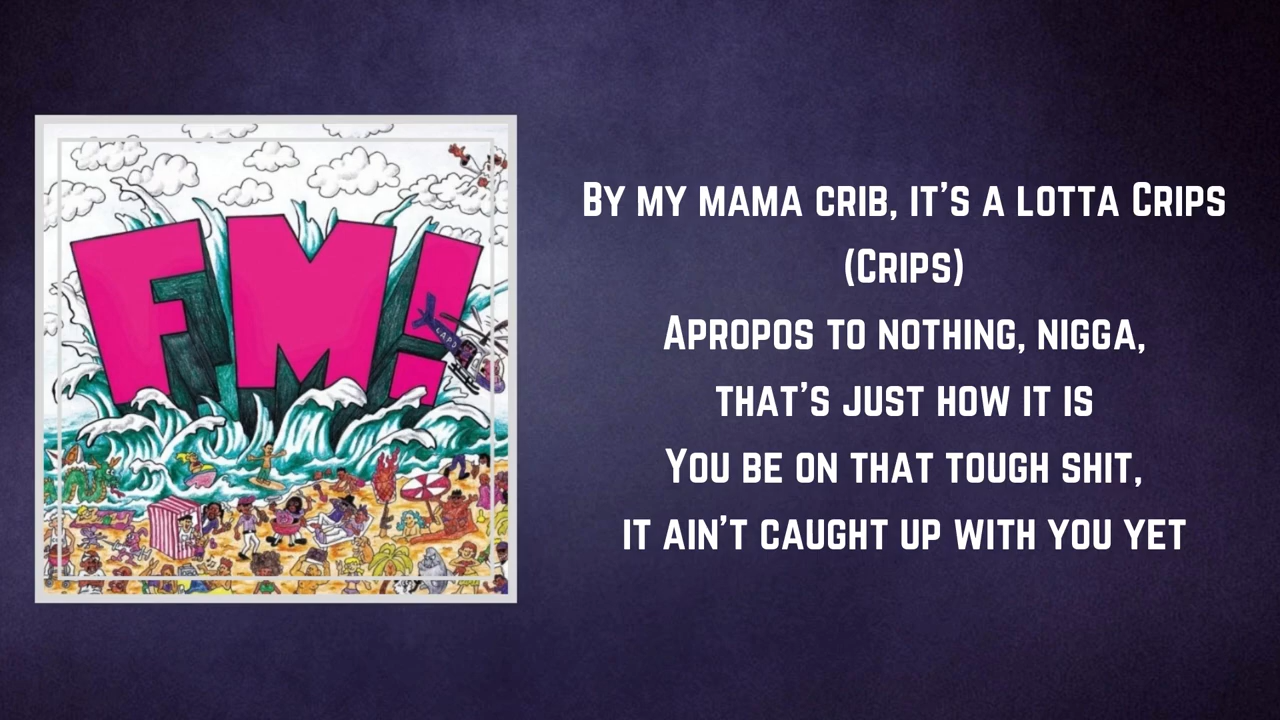 FM!
LAPD
By my mama crib, it's a lotta Crips
(Crips)
Apropos to nothing, nigga,
that's just how it is
You be on that tough shit,
it ain't caught up with you yet